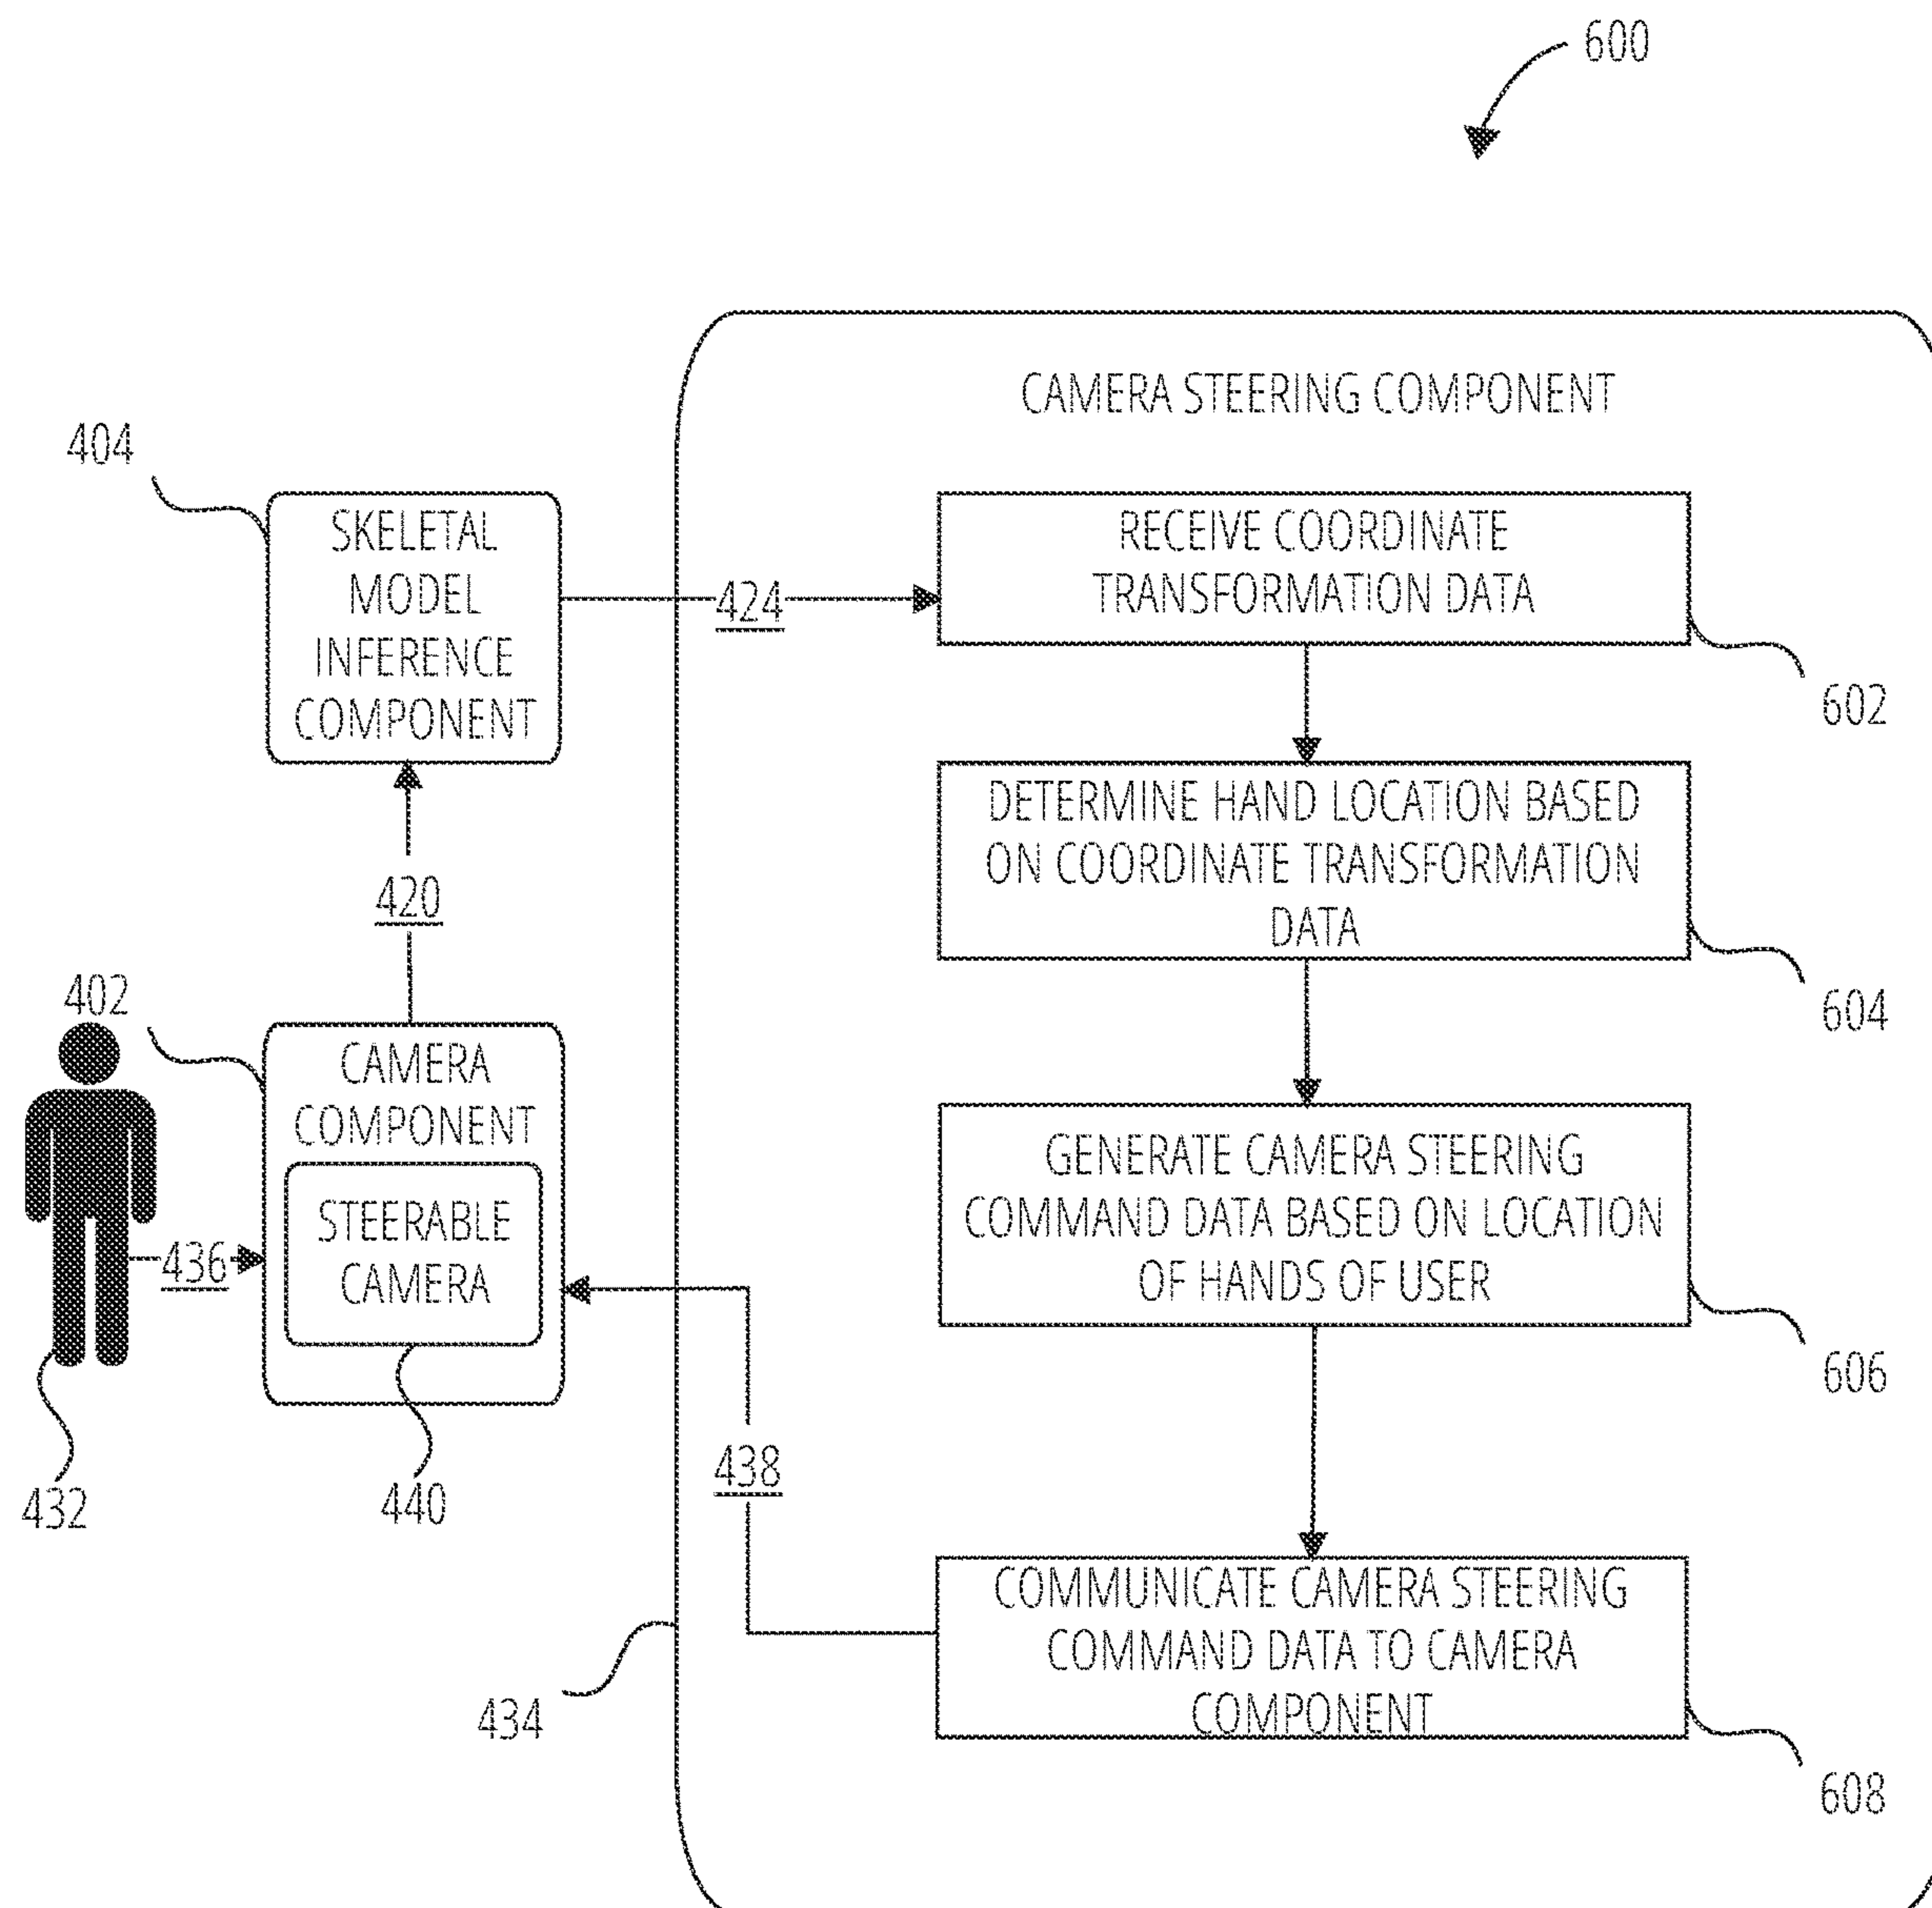 600
CAMERA STEERING COMPONENT
404
SKELETAL
MODEL
INFERENCE
COMPONENT
424
RECEIVE COORDINATE
TRANSFORMATION DATA
602
DETERMINE HAND LOCATION BASED
ON COORDINATE TRANSFORMATION
DATA
604
420
402
CAMERA
COMPONENT
STEERABLE
CAMERA
436
GENERATE CAMERA STEERING
COMMAND DATA BASED ON LOCATION
OF HANDS OF USER
606
432
440
438
COMMUNICATE CAMERA STEERING
COMMAND DATA TO CAMERA
COMPONENT
434
608